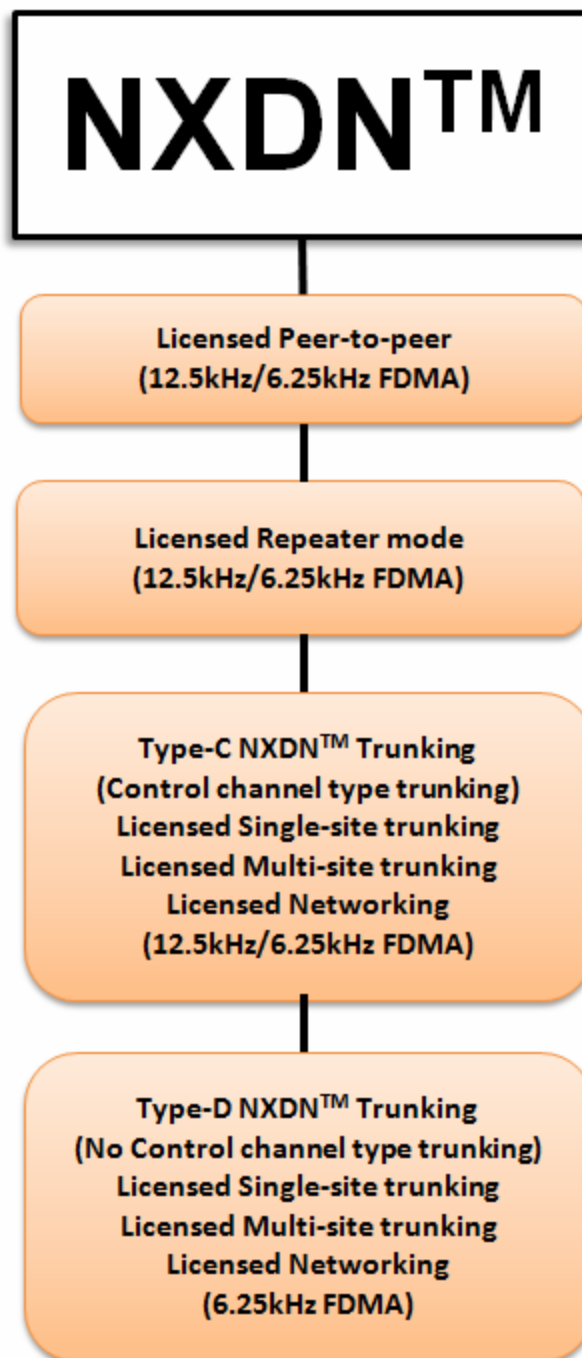 NXDN™
Licensed Peer-to-peer
(12.5kHz/6.25kHz FDMA)
Licensed Repeater mode
(12.5kHz/6.25kHz FDMA)
Type-C NXDN™ Trunking
(Control channel type trunking)
Licensed Single-site trunking
Licensed Multi-site trunking
Licensed Networking
(12.5kHz/6.25kHz FDMA)
Type-D NXDN™ Trunking
(No Control channel type trunking)
Licensed Single-site trunking
Licensed Multi-site trunking
Licensed Networking
(6.25kHz FDMA)